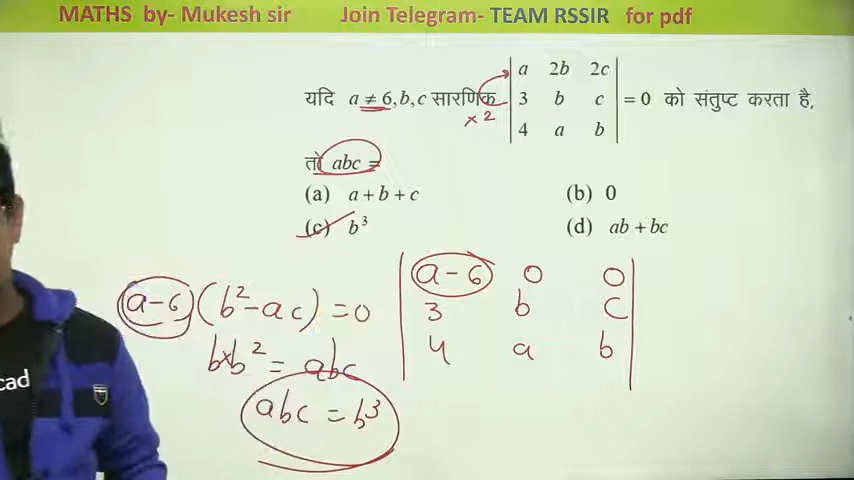 MATHS by- Mukesh sir Join Telegram- TEAM RSSIR for pdf
यदि a ≠ 6, b, c सारणिक | a 2b 2c | = 0 को संतुष्ट करता है,
| 3 b c |
| 4 a b |
× 2
तो abc =
(a) a + b + c (b) 0
(c) b³ (d) ab + bc
| a - 6 0 0 |
| 3 b c |
| 4 a b |
(a-6) (b² - ac) = 0
b×b² = abc
abc = b³
cad